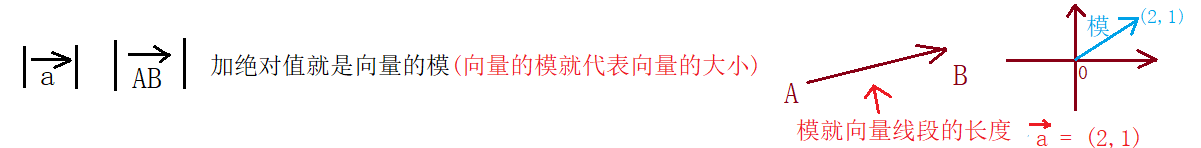 |a| |AB| 加绝对值就是向量的模(向量的模就代表向量的大小)
A
B
模就向量线段的长度
模
(2,1)
0
a = (2,1)